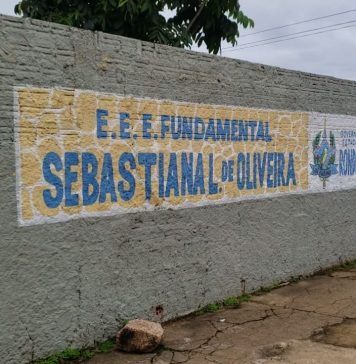 E. E. E. FUNDAMENTAL
SEBASTIANA L. DE OLIVEIRA